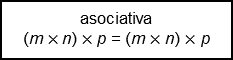 asociativa
(m × n) × p = (m × n) × p